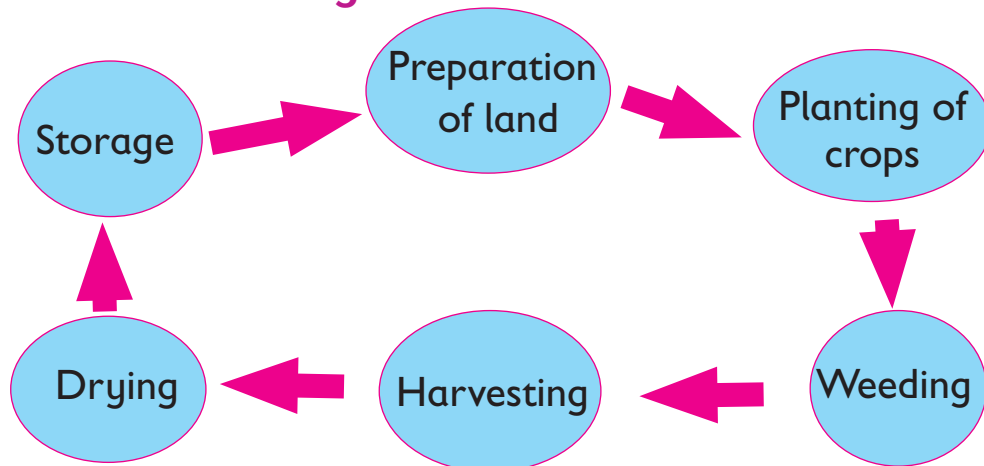 Preparation
of land
Planting of
crops
Storage
Weeding
Harvesting
Drying